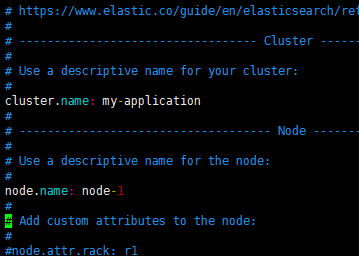 # https://www.elastic.co/guide/en/elasticsearch/ref
#
# ---------------------------------- Cluster -------
#
# Use a descriptive name for your cluster:
#
cluster.name: my-application
#
# ------------------------------------ Node -------
#
# Use a descriptive name for the node:
#
node.name: node-1
#
# Add custom attributes to the node:
#
#node.attr.rack: r1